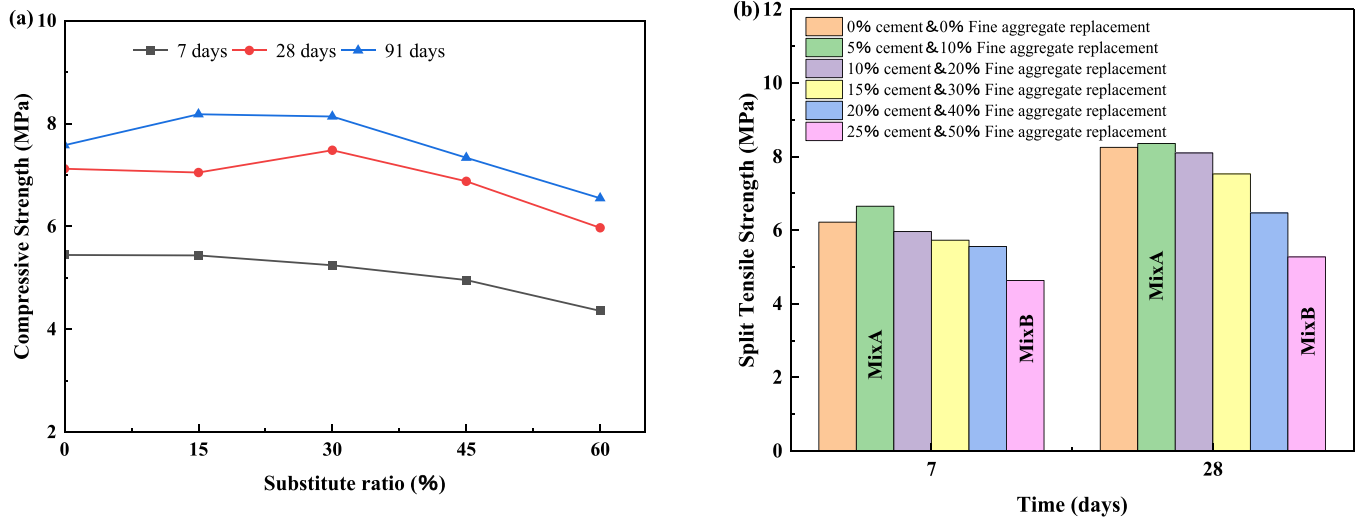 (a)
10
8
6
4
2
Compressive Strength (MPa)
7 days
28 days
91 days
0
15
30
45
60
Substitute ratio (%)
(b)
12
10
8
6
4
2
0
Split Tensile Strength (MPa)
0% cement&0% Fine aggregate replacement
5% cement&10% Fine aggregate replacement
10% cement&20% Fine aggregate replacement
15% cement&30% Fine aggregate replacement
20% cement&40% Fine aggregate replacement
25% cement&50% Fine aggregate replacement
MixA
MixB
MixA
MixB
7
28
Time (days)